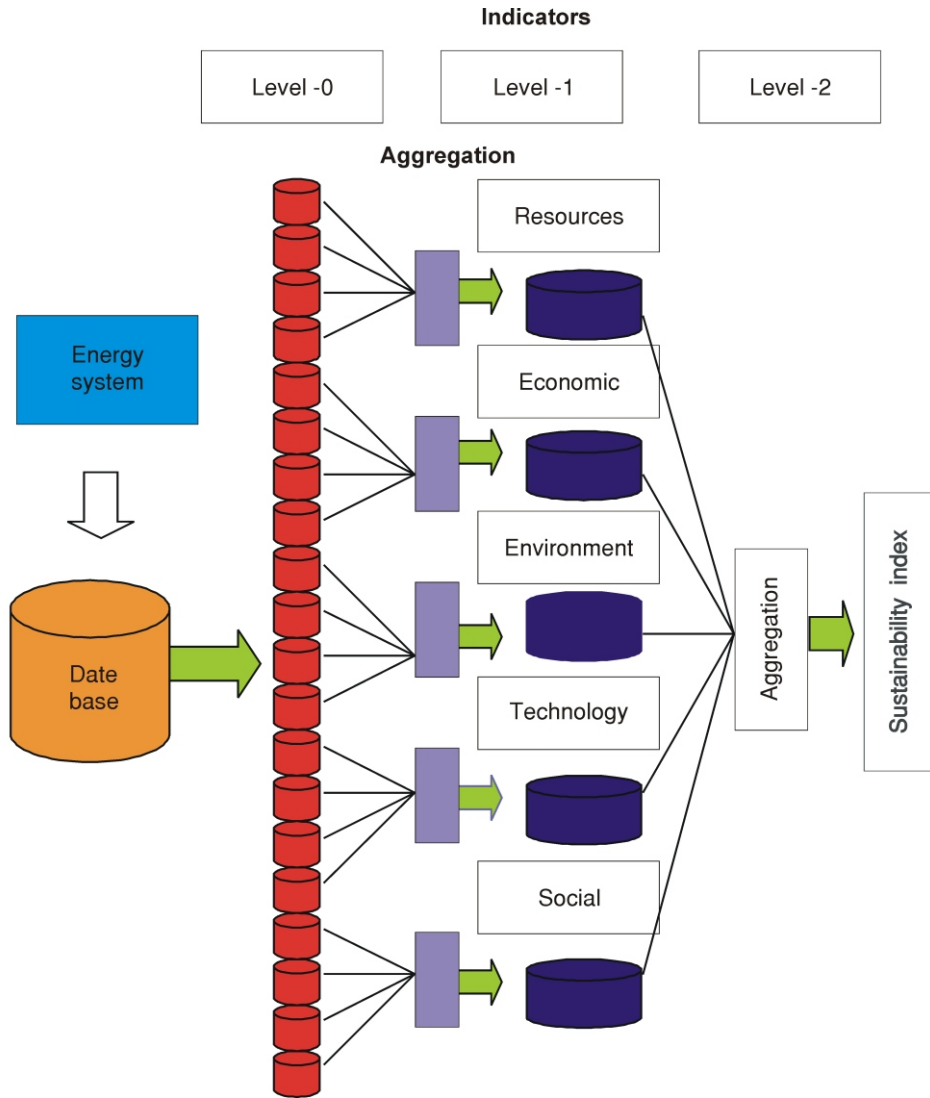 Indicators
Level -0
Level -1
Level -2
Aggregation
Resources
Energy
system
Economic
Environment
Date
base
Technology
Social
Aggregation
Sustainability index